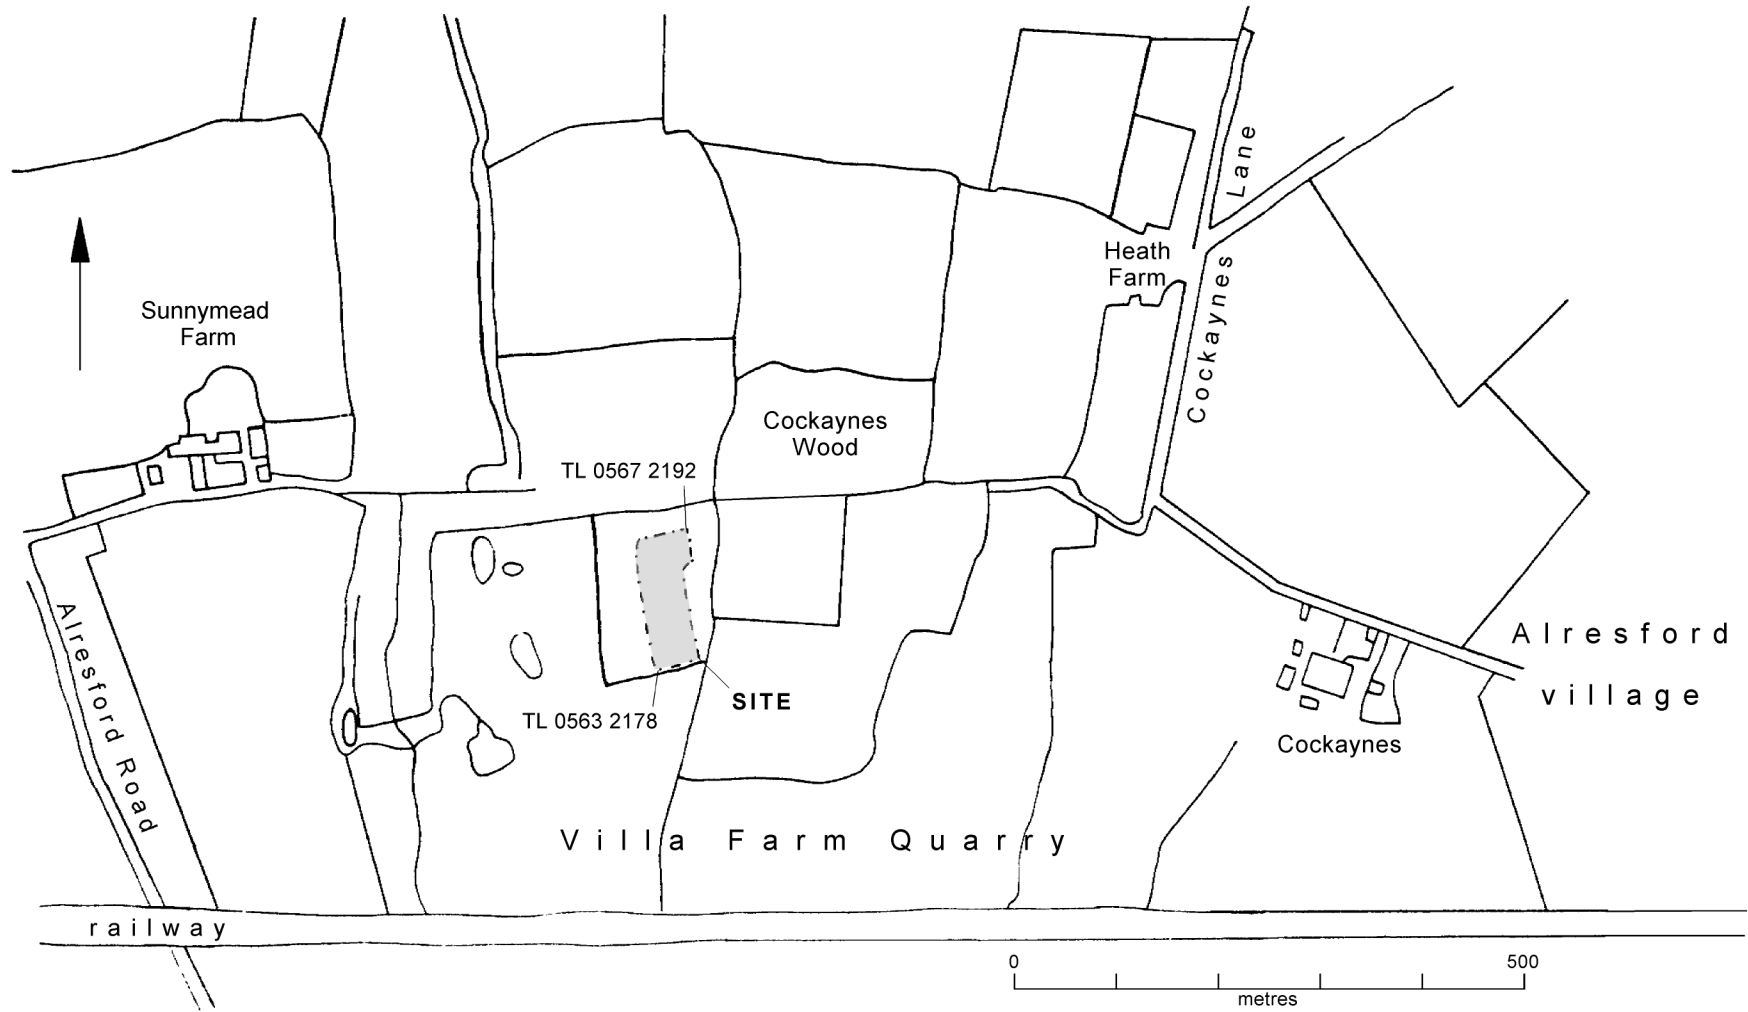 Lane
Heath
Farm
Cockaynes
Sunnymead
Farm
Cockaynes
Wood
TL 0567 2192
Alresford Road
Alresford
village
SITE
TL 0563 2178
Cockaynes
Villa Farm Quarry
railway
0 500
metres